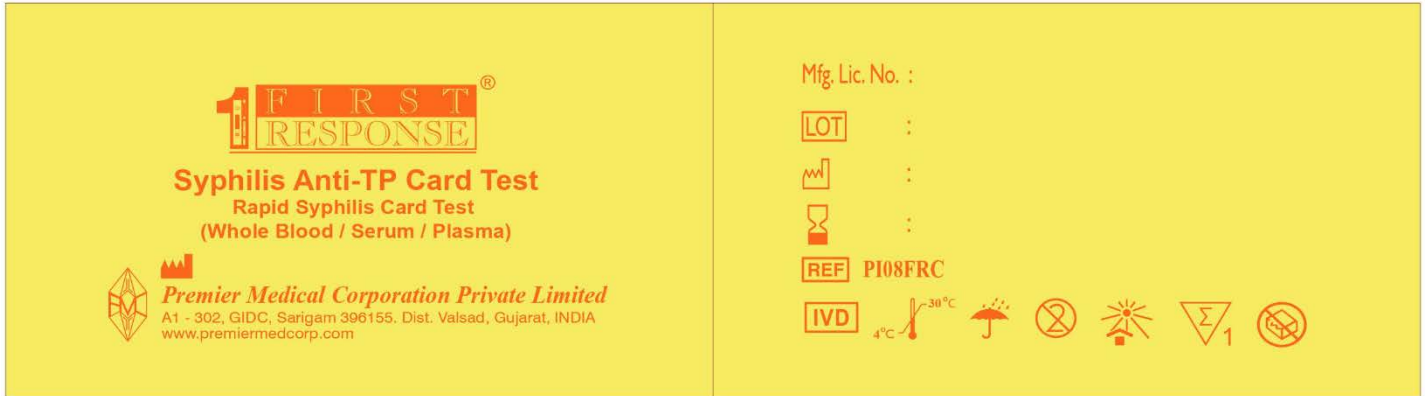 1 FIRST ®
RESPONSE
Syphilis Anti-TP Card Test
Rapid Syphilis Card Test
(Whole Blood / Serum / Plasma)
Premier Medical Corporation Private Limited
A1 - 302, GIDC, Sarigam 396155. Dist. Valsad, Gujarat, INDIA
www.premiermedcorp.com
Mfg. Lic. No. :
LOT :
:
:
REF PI08FRC
IVD 4°C 30°C 2 Σ 1